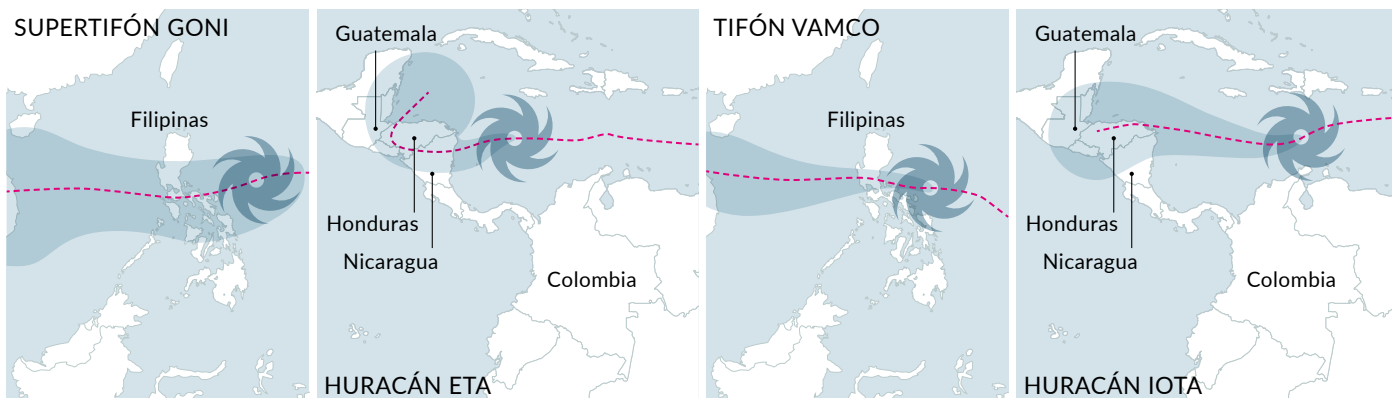 SUPERTIFÓN GONI
Filipinas
Guatemala
Honduras
Nicaragua
Colombia
HURACÁN ETA
TIFÓN VAMCO
Filipinas
Guatemala
Honduras
Nicaragua
Colombia
HURACÁN IOTA